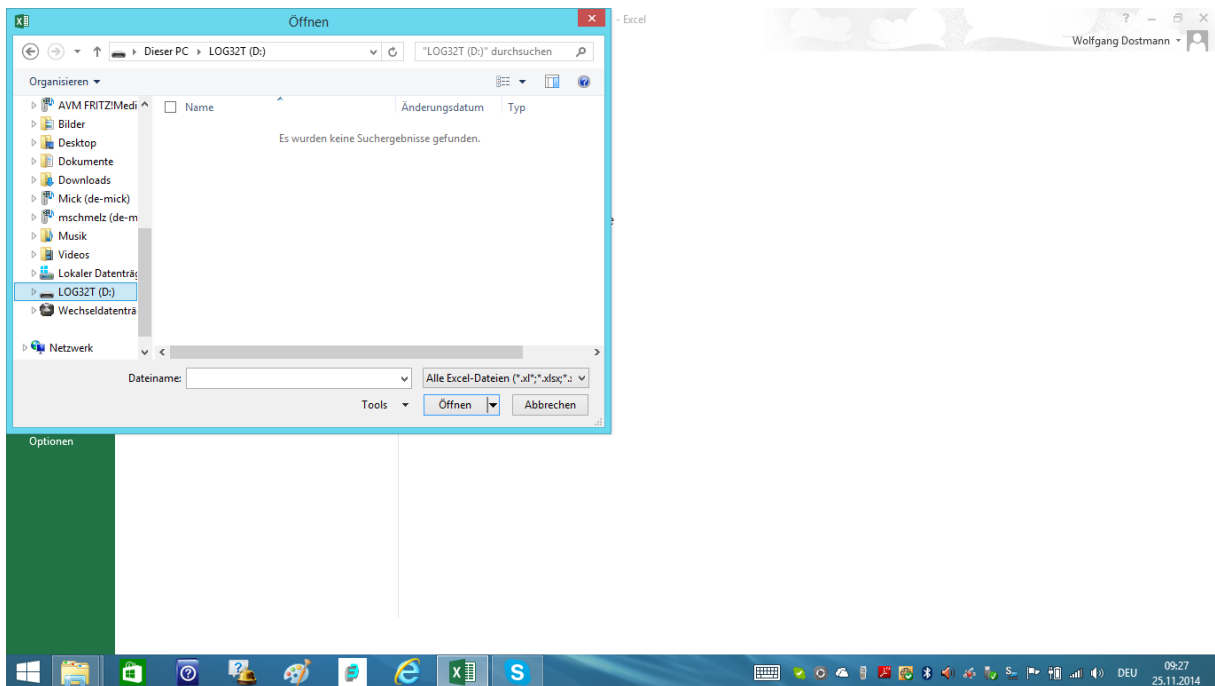 Öffnen
- Excel
Dieser PC
LOG32T (D:)
"LOG32T (D:)" durchsuchen
Wolfgang Dostmann
Organisieren
Name
Änderungsdatum
Typ
Es wurden keine Suchergebnisse gefunden.
AVM FRITZ!Medi
Bilder
Desktop
Dokumente
Downloads
Mick (de-mick)
mschmelz (de-m
Musik
Videos
Lokaler Datenträg
LOG32T (D:)
Wechseldatenträ
Netzwerk
Dateiname:
Alle Excel-Dateien (*.xl*;*.xlsx;*.:
Tools
Öffnen
Abbrechen
Optionen
DEU
09:27
25.11.2014